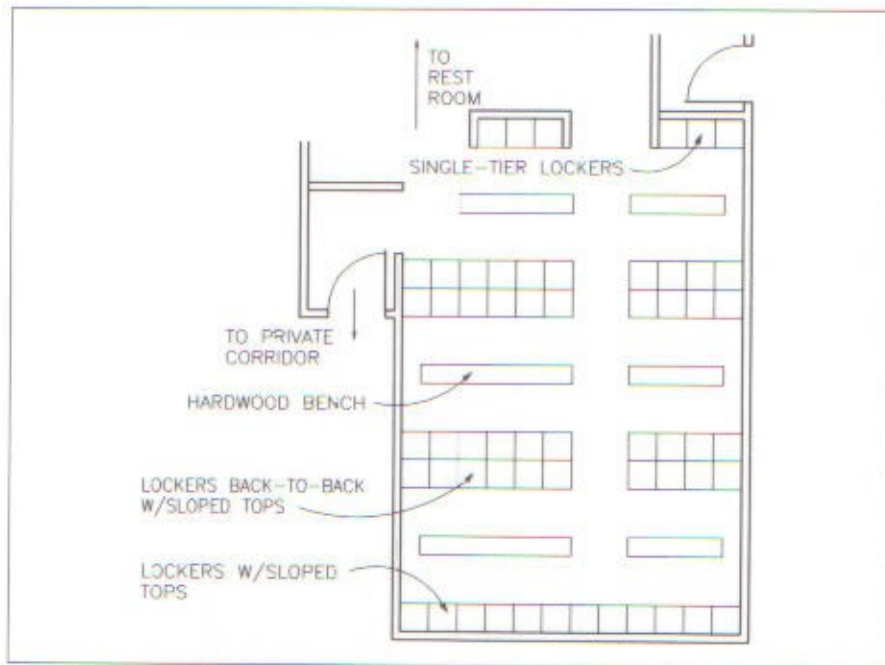 TO
REST
ROOM
SINGLE-TIER LOCKERS
TO PRIVATE
CORRIDOR
HARDWOOD BENCH
LOCKERS BACK-TO-BACK
W/SLOPED TOPS
LOCKERS W/SLOPED
TOPS